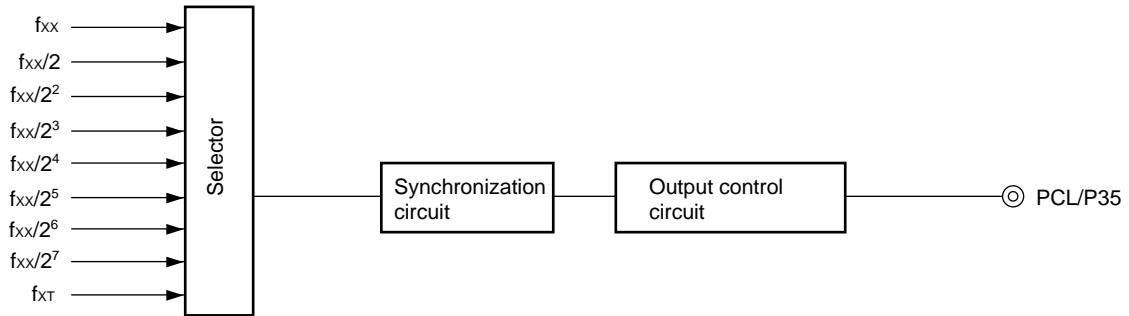 fXX
fXX/2
fXX/2²
fXX/2³
fXX/2⁴
fXX/2⁵
fXX/2⁶
fXX/2⁷
fXT
Selector
Synchronization
circuit
Output control
circuit
PCL/P35